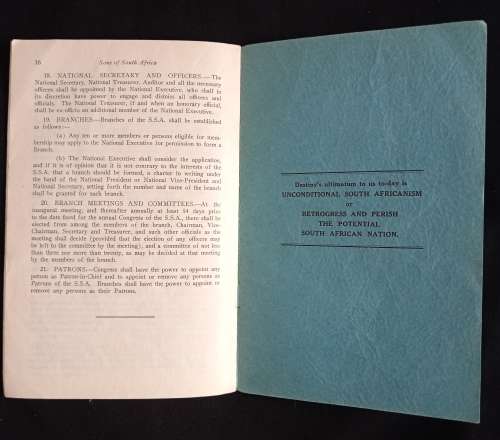 16 Sons of South Africa
18. NATIONAL SECRETARY AND OFFICERS.—The
National Secretary, National Treasurer, Auditor and all the necessary
officers shall be appointed by the National Executive, who shall in
its discretion have power to engage and dismiss all officers and
officials. The National Treasurer, if and when an honorary official,
shall be ex-officio an additional member of the National Executive.
19. BRANCHES—Branches of the S.S.A. shall be established
as follows:—
(a) Any ten or more members or persons eligible for mem-
bership may apply to the National Executive for permission to form a
Branch.
(b) The National Executive shall consider the application,
and if it is of opinion that it is not contrary to the interests of the
S.S.A. that a branch should be formed, a charter in writing under
the hand of the National President or National Vice-President and
National Secretary, setting forth the number and name of the branch
shall be granted for such branch.
20. BRANCH MEETINGS AND COMMITTEES—At the
inaugural meeting, and thereafter annually at least 14 days prior
to the date fixed for the annual Congress of the S.S.A., there shall be
elected from among the members of the branch, Chairman, Vice-
Chairman, Secretary and Treasurer, and such other officials as the
meeting shall decide (provided that the election of any officers may
be left to the committee by the meeting), and a committee of not less
than three nor more than twenty, as may be decided at that meeting
by the members of the branch.
21. PATRONS.—Congress shall have the power to appoint any
patron as Patron-in-Chief and to appoint or remove any persons as
Patrons of the S.S.A. Branches shall have the power to appoint or
remove any persons as their Patrons.
Destiny's ultimatum to us to-day is
UNCONDITIONAL SOUTH AFRICANISM
or
RETROGRESS AND PERISH
THE POTENTIAL
SOUTH AFRICAN NATION.